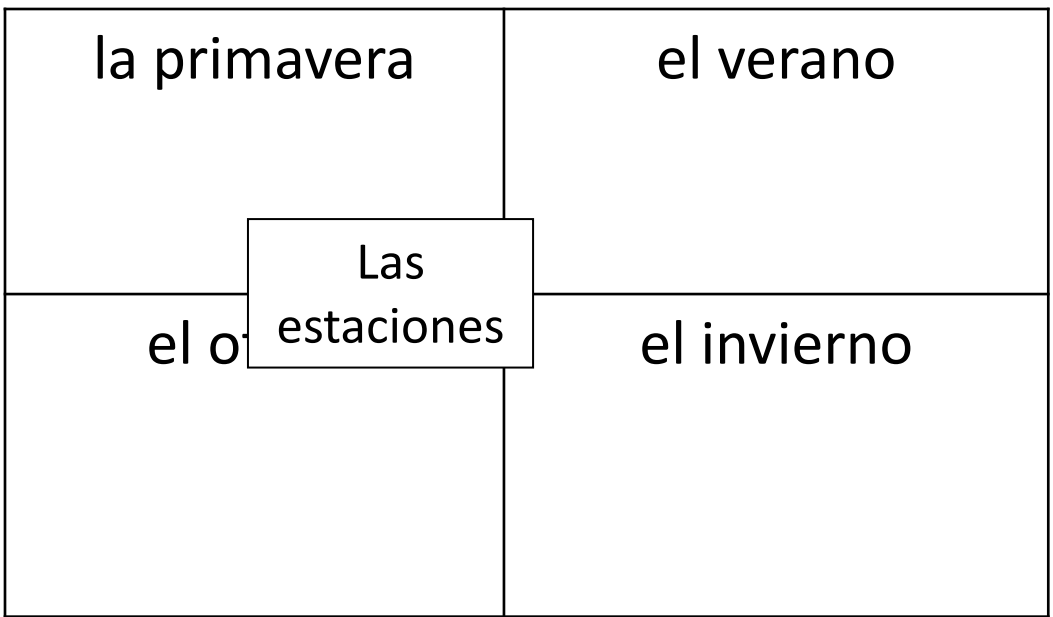 la primavera
el verano
Las
estaciones
el
el invierno